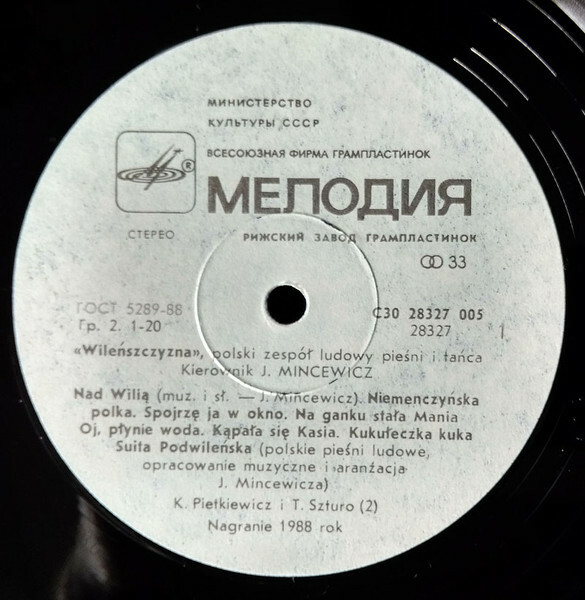 МИНИСТЕРСТВО
КУЛЬТУРЫ СССР
ВСЕСОЮЗНАЯ ФИРМА ГРАМПЛАСТИНОК
®
МЕЛОДИЯ
СТЕРЕО
РИЖСКИЙ ЗАВОД ГРАМПЛАСТИНОК
33
ГОСТ 5289-88
С30 28327 005
Гр. 2. 1-20
28327
1
«Wileńszczyzna», polski zespół ludowy pieśni i tańca
Kierownik J. MINCEWICZ
Nad Wilią (muz. i sł. — J. Mincewicz). Niemenczyńska
polka. Spojrzę ja w okno. Na ganku stała Mania
Oj, płynie woda. Kąpała się Kasia. Kukułeczka kuka
Suita Podwileńska (polskie pieśni ludowe,
opracowanie muzyczne i aranżacja
J. Mincewicza)
K. Pietkiewicz i T. Szturo (2)
Nagranie 1988 rok